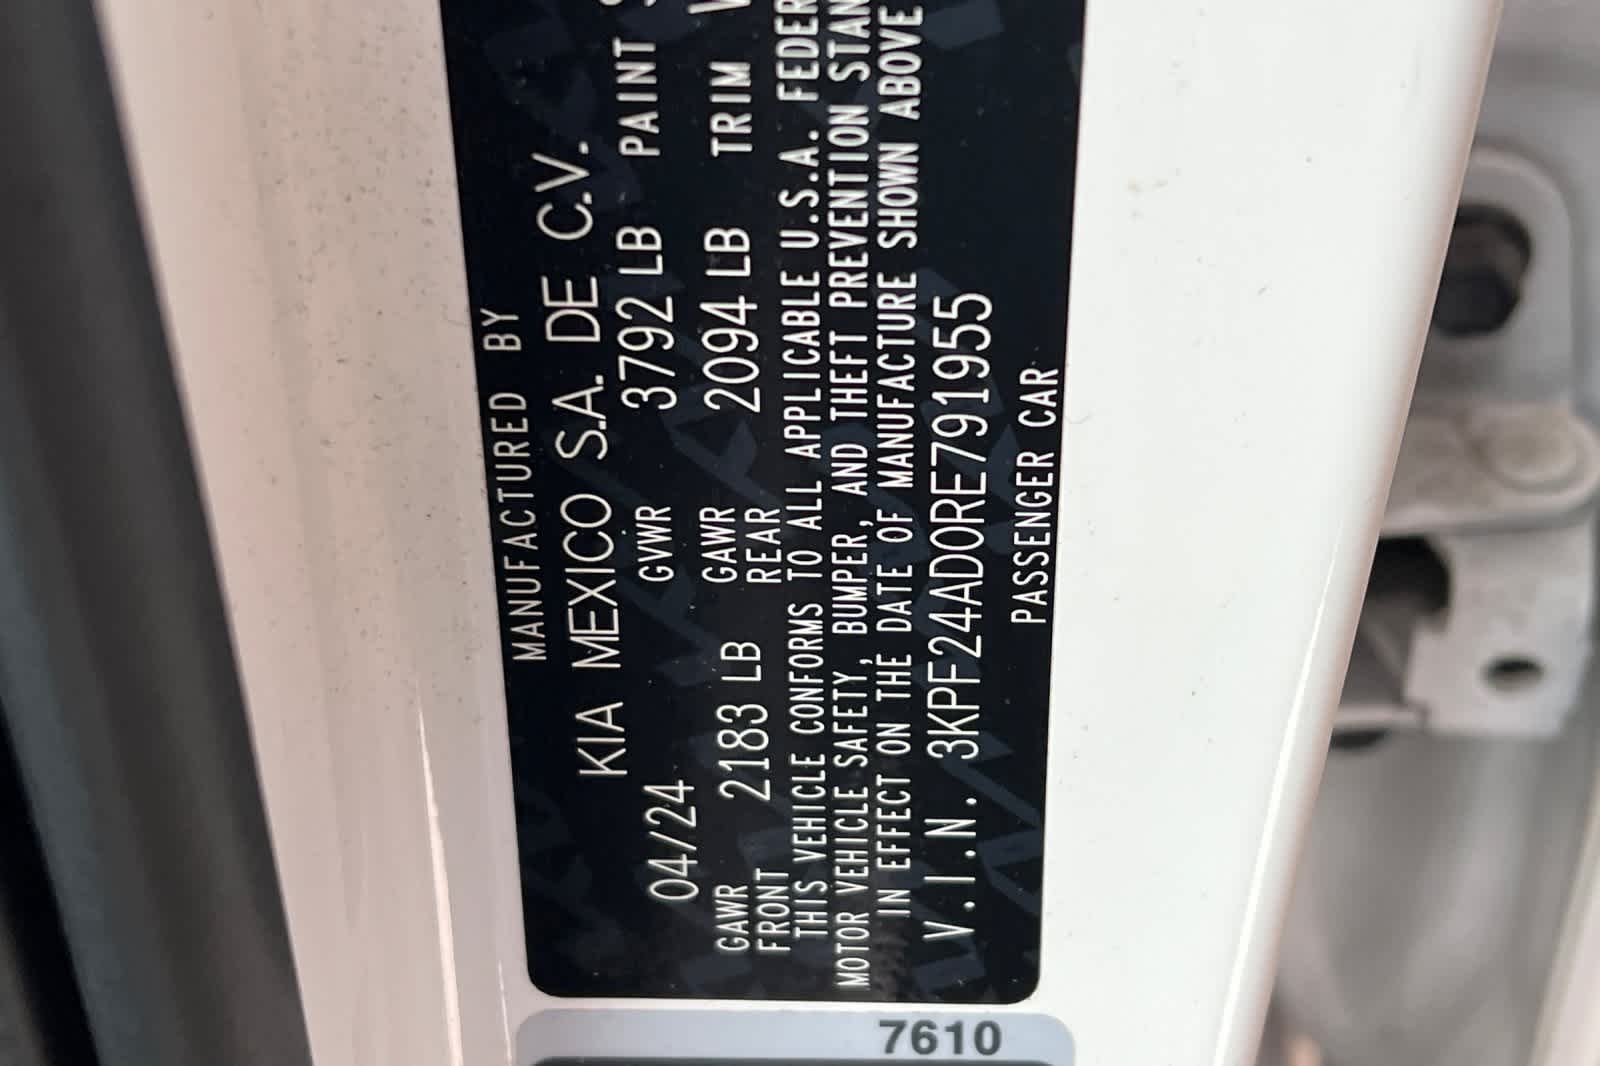 MANUFACTURED BY
KIA MEXICO S.A. DE C.V.
04/24 GVWR 3792 LB PAINT
GAWR FRONT 2183 LB GAWR REAR 2094 LB TRIM
THIS VEHICLE CONFORMS TO ALL APPLICABLE U.S.A. FEDER
MOTOR VEHICLE SAFETY, BUMPER, AND THEFT PREVENTION STAN
IN EFFECT ON THE DATE OF MANUFACTURE SHOWN ABOVE
V.I.N. 3KPF24AD0RE791955
PASSENGER CAR
7610